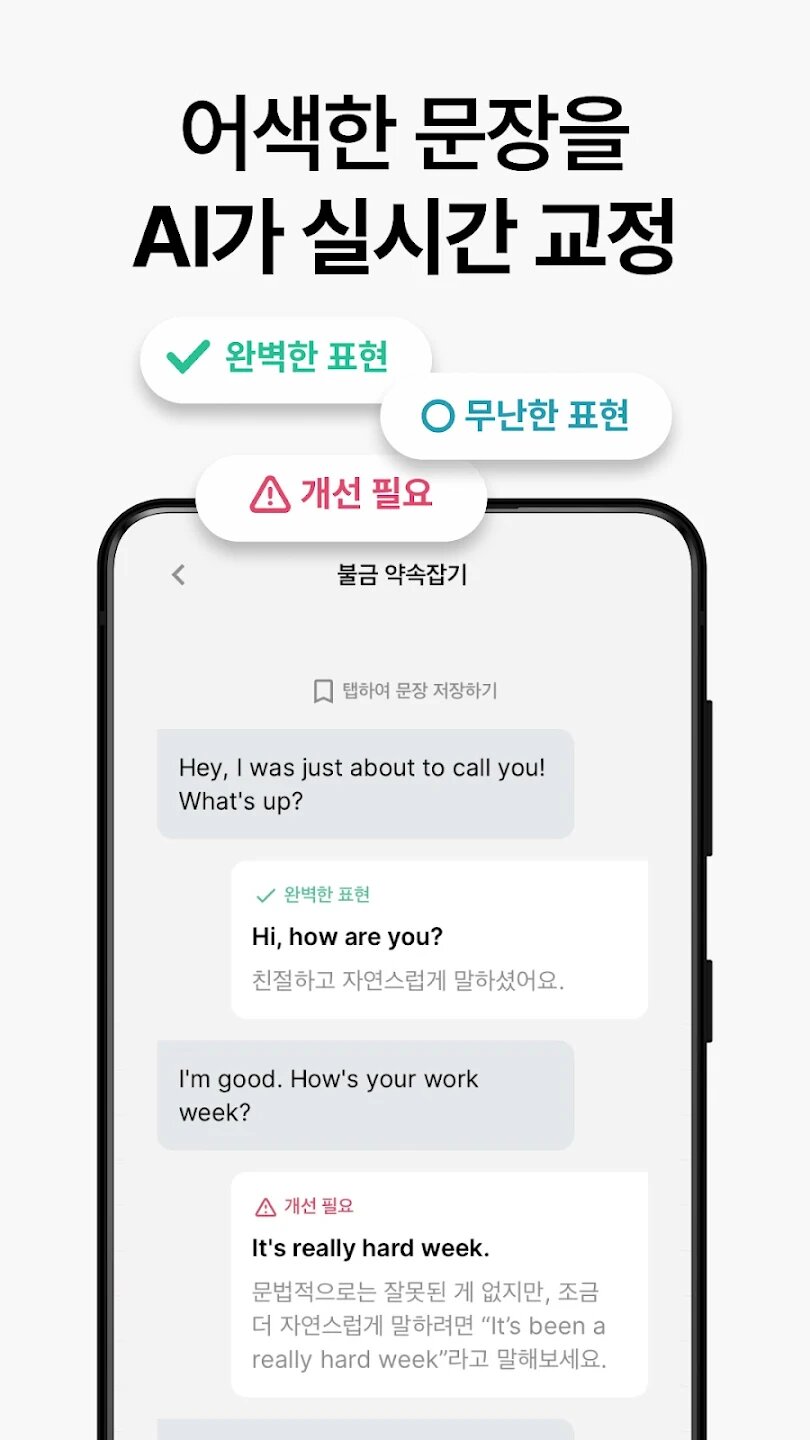 어색한 문장을
AI가 실시간 교정
완벽한 표현
무난한 표현
개선 필요
불금 약속잡기
탭하여 문장 저장하기
Hey, I was just about to call you!
What's up?
완벽한 표현
Hi, how are you?
친절하고 자연스럽게 말하셨어요.
I'm good. How's your work
week?
개선 필요
It's really hard week.
문법적으로는 잘못된 게 없지만, 조금
더 자연스럽게 말하려면 “It’s been a
really hard week”라고 말해보세요.